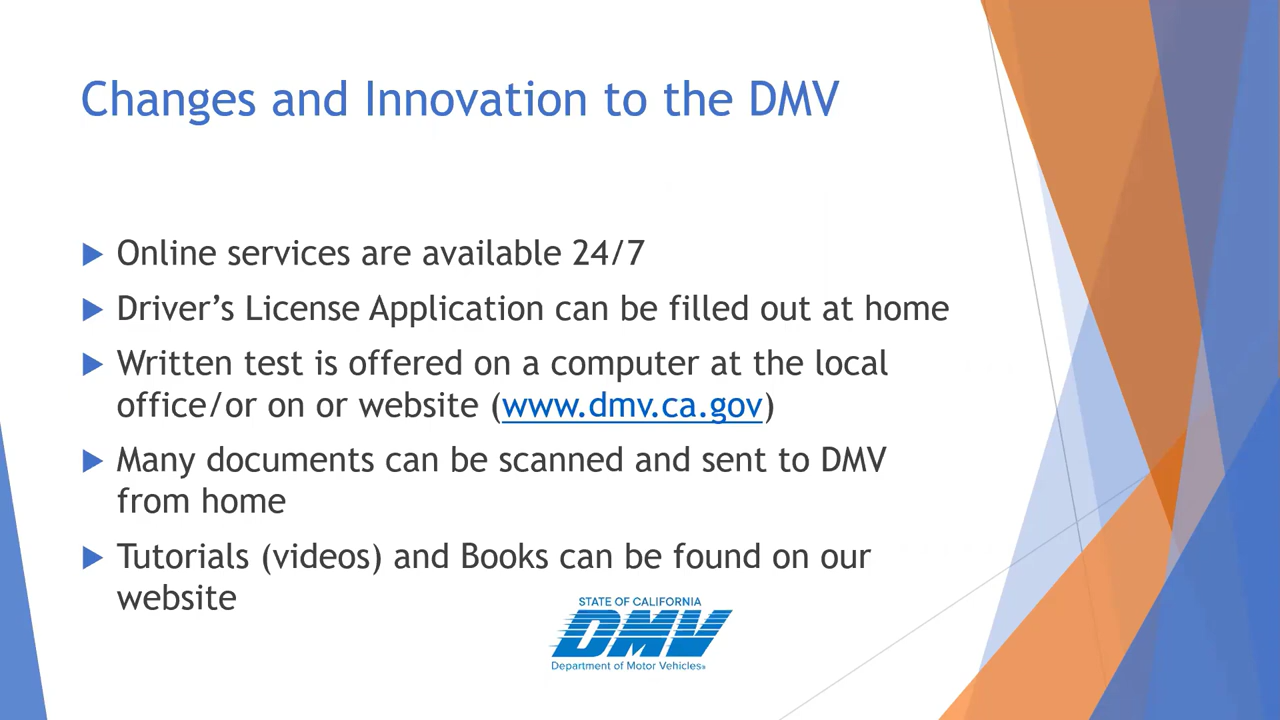 Changes and Innovation to the DMV
Online services are available 24/7
Driver’s License Application can be filled out at home
Written test is offered on a computer at the local
office/or on or website (www.dmv.ca.gov)
Many documents can be scanned and sent to DMV
from home
Tutorials (videos) and Books can be found on our
website
STATE OF CALIFORNIA
DMV
Department of Motor Vehicles®